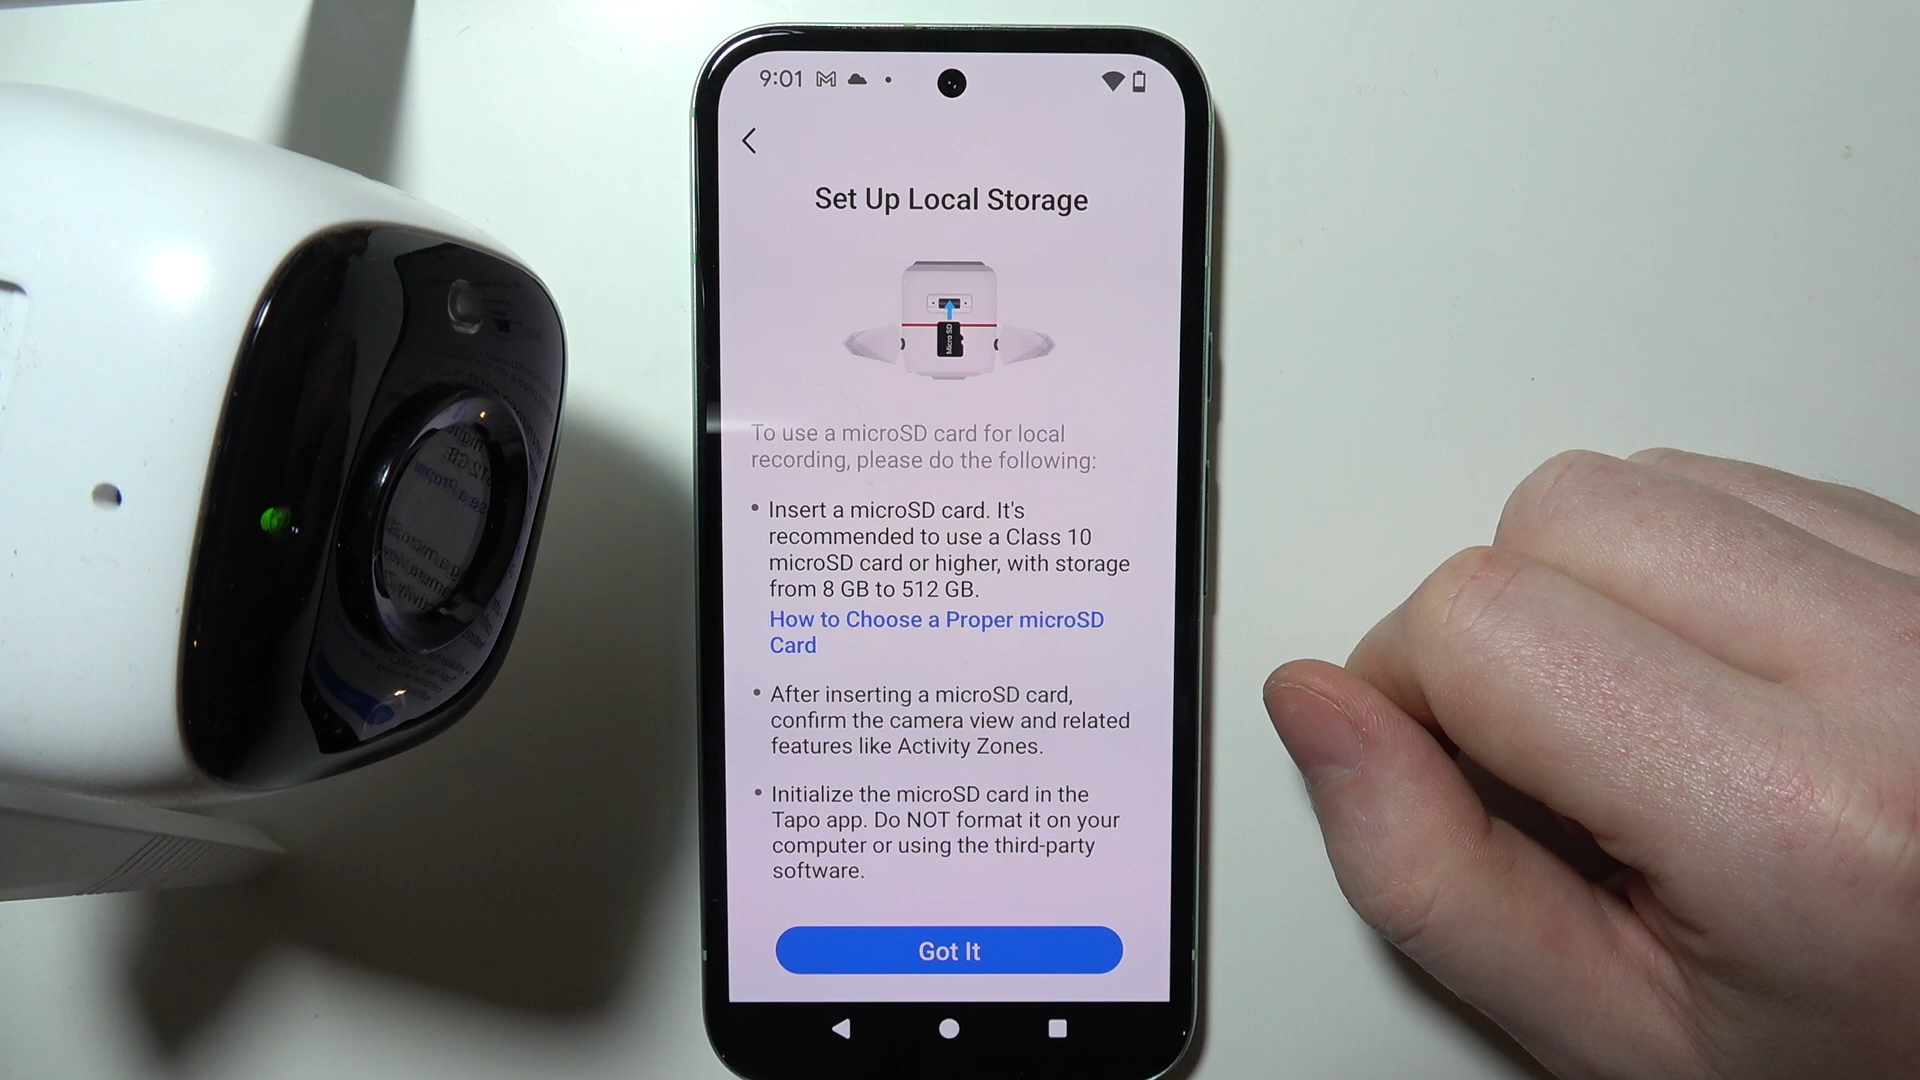 9:01
Set Up Local Storage
Micro SD
To use a microSD card for local
recording, please do the following:
• Insert a microSD card. It's
recommended to use a Class 10
microSD card or higher, with storage
from 8 GB to 512 GB.
How to Choose a Proper microSD
Card
• After inserting a microSD card,
confirm the camera view and related
features like Activity Zones.
• Initialize the microSD card in the
Tapo app. Do NOT format it on your
computer or using the third-party
software.
Got It